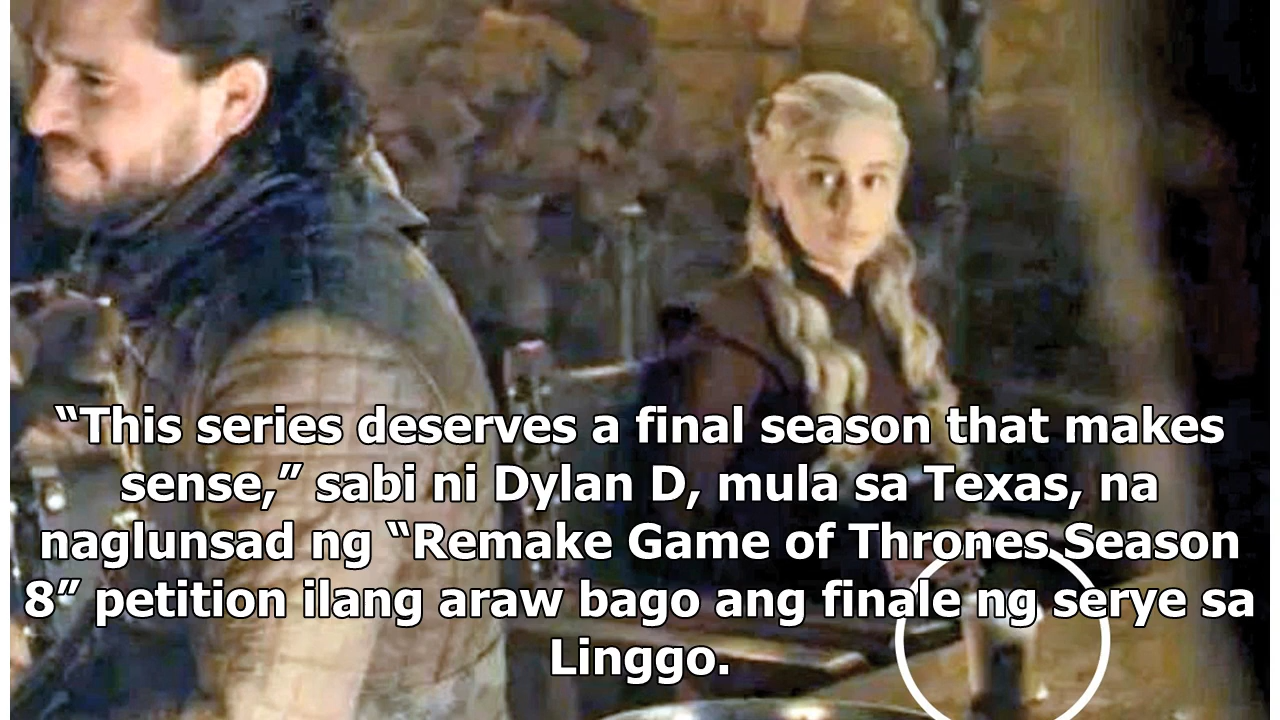 “This series deserves a final season that makes
sense,” sabi ni Dylan D, mula sa Texas, na
naglunsad ng “Remake Game of Thrones Season
8” petition ilang araw bago ang finale ng serye sa
Linggo.